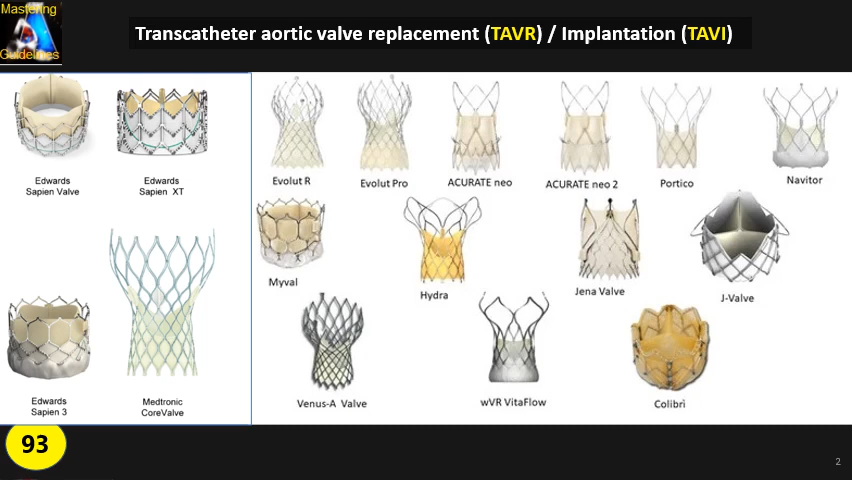 Mastering
Guidelines
Transcatheter aortic valve replacement (TAVR) / Implantation (TAVI)
Edwards
Sapien Valve
Edwards
Sapien XT
Edwards
Sapien 3
Medtronic
CoreValve
Evolut R
Evolut Pro
ACURATE neo
ACURATE neo 2
Portico
Navitor
Myval
Hydra
Jena Valve
J-Valve
Venus-A Valve
wVR VitaFlow
Colibri
93
2